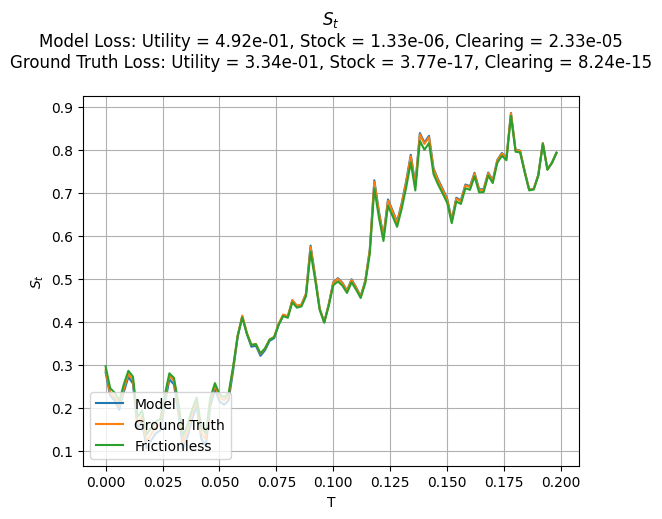 S_t
Model Loss: Utility = 4.92e-01, Stock = 1.33e-06, Clearing = 2.33e-05
Ground Truth Loss: Utility = 3.34e-01, Stock = 3.77e-17, Clearing = 8.24e-15
0.9
0.8
0.7
0.6
0.5
0.4
0.3
0.2
0.1
S_t
Model
Ground Truth
Frictionless
0.000 0.025 0.050 0.075 0.100 0.125 0.150 0.175 0.200
T